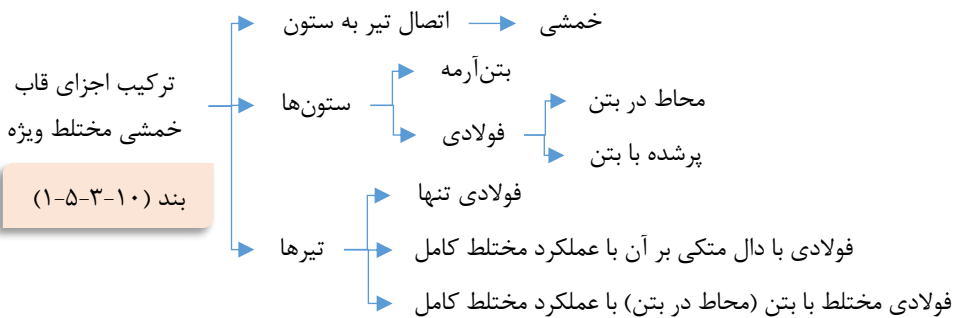 ترکیب اجزای قاب
خمشی مختلط ویژه
بند (۱۰-۳-۵-۱)
اتصال تیر به ستون
خمشی
ستون‌ها
بتن‌آرمه
فولادی
محاط در بتن
پرشده با بتن
تیرها
فولادی تنها
فولادی با دال متکی بر آن با عملکرد مختلط کامل
فولادی مختلط با بتن (محاط در بتن) با عملکرد مختلط کامل